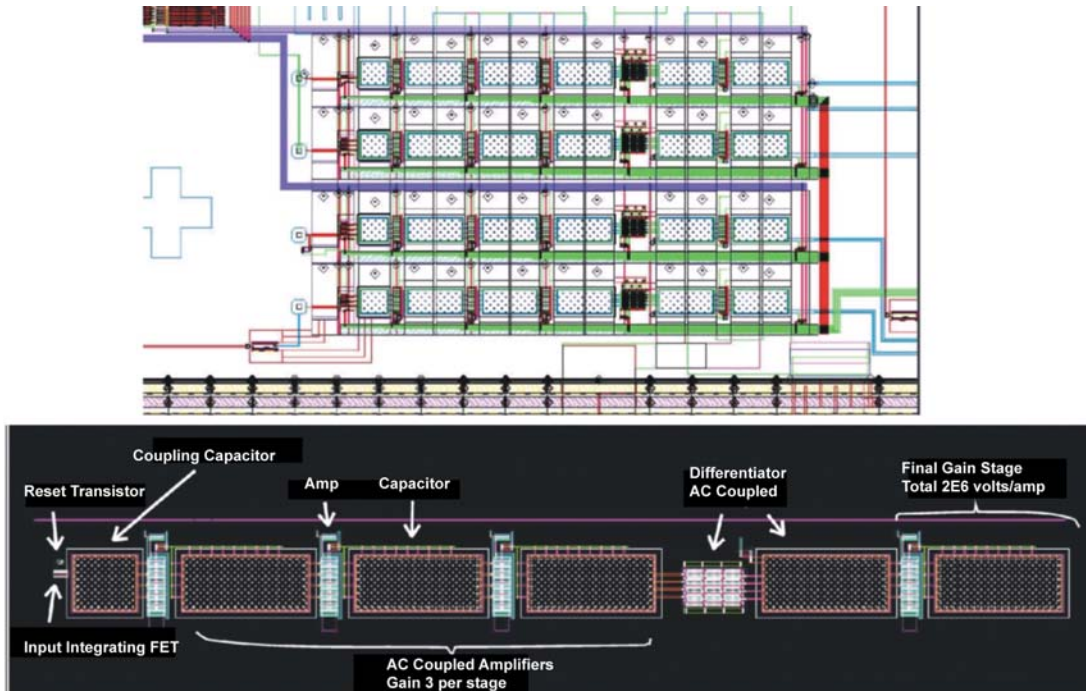 Coupling Capacitor
Reset Transistor
Amp
Capacitor
Differentiator
AC Coupled
Final Gain Stage
Total 2E6 volts/amp
Input Integrating FET
AC Coupled Amplifiers
Gain 3 per stage